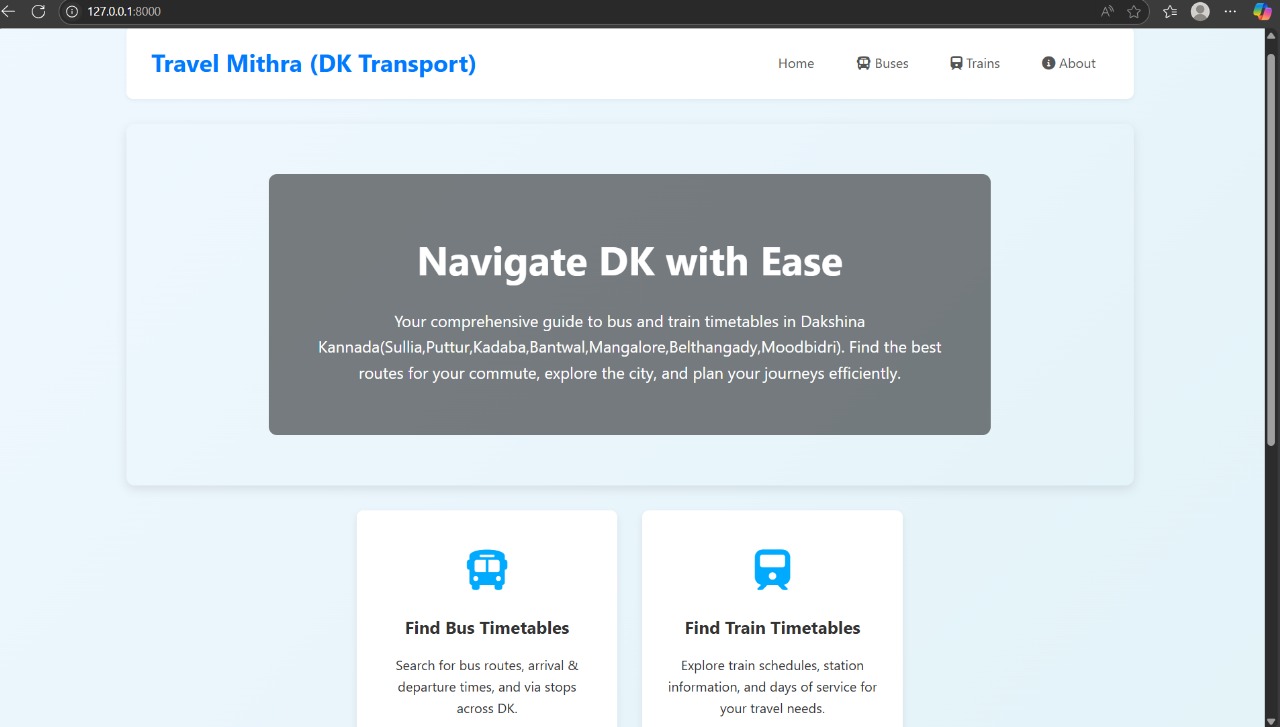 127.0.0.1:8000
Travel Mithra (DK Transport)
Home
Buses
Trains
About
Navigate DK with Ease
Your comprehensive guide to bus and train timetables in Dakshina
Kannada(Sullia,Puttur,Kadaba,Bantwal,Mangalore,Belthangady,Moodbidri). Find the best
routes for your commute, explore the city, and plan your journeys efficiently.
Find Bus Timetables
Search for bus routes, arrival &
departure times, and via stops
across DK.
Find Train Timetables
Explore train schedules, station
information, and days of service for
your travel needs.